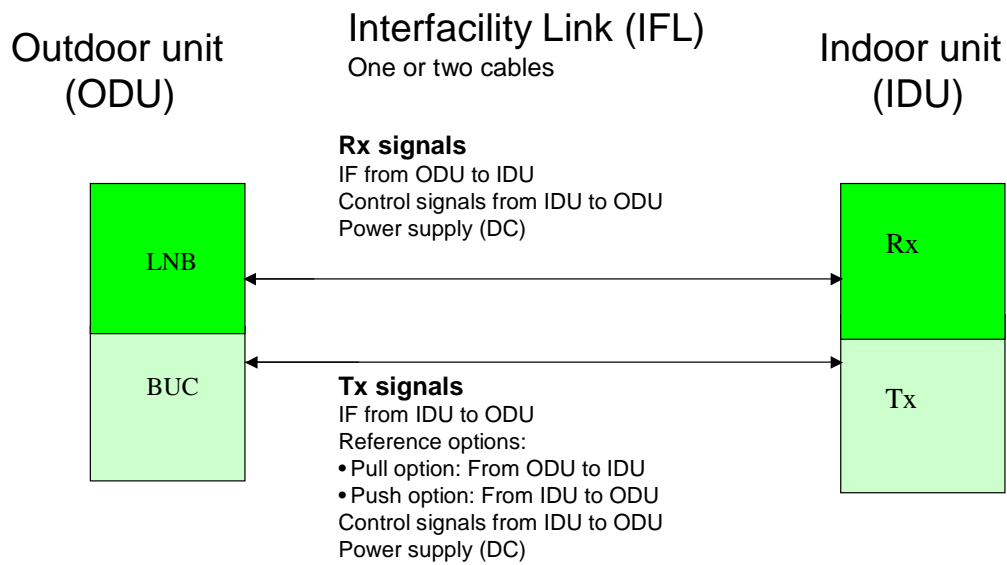 Outdoor unit
(ODU)
Interfacility Link (IFL)
One or two cables
Indoor unit
(IDU)
Rx signals
IF from ODU to IDU
Control signals from IDU to ODU
Power supply (DC)
LNB
Rx
BUC
Tx
Tx signals
IF from IDU to ODU
Reference options:
• Pull option: From ODU to IDU
• Push option: From IDU to ODU
Control signals from IDU to ODU
Power supply (DC)